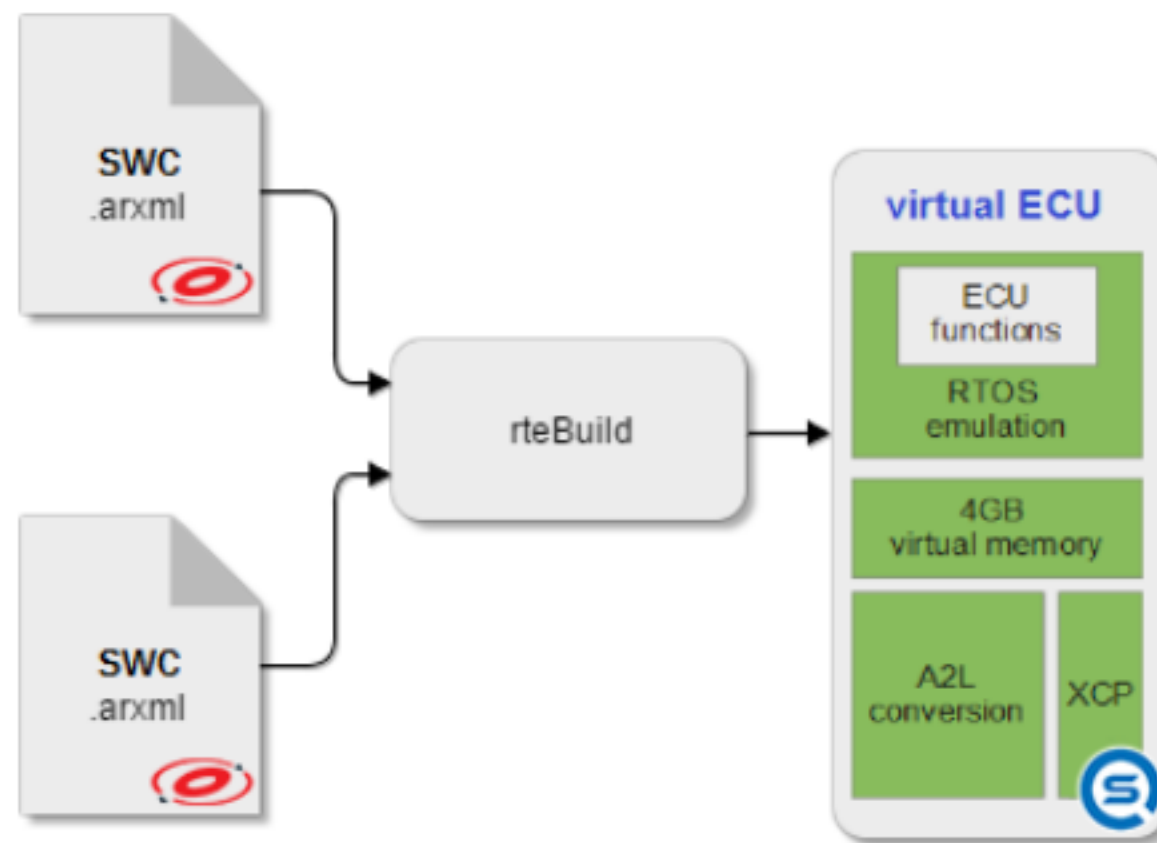 SWC
.arxml
SWC
.arxml
rteBuild
virtual ECU
ECU
functions
RTOS
emulation
4GB
virtual memory
A2L
conversion
XCP
S